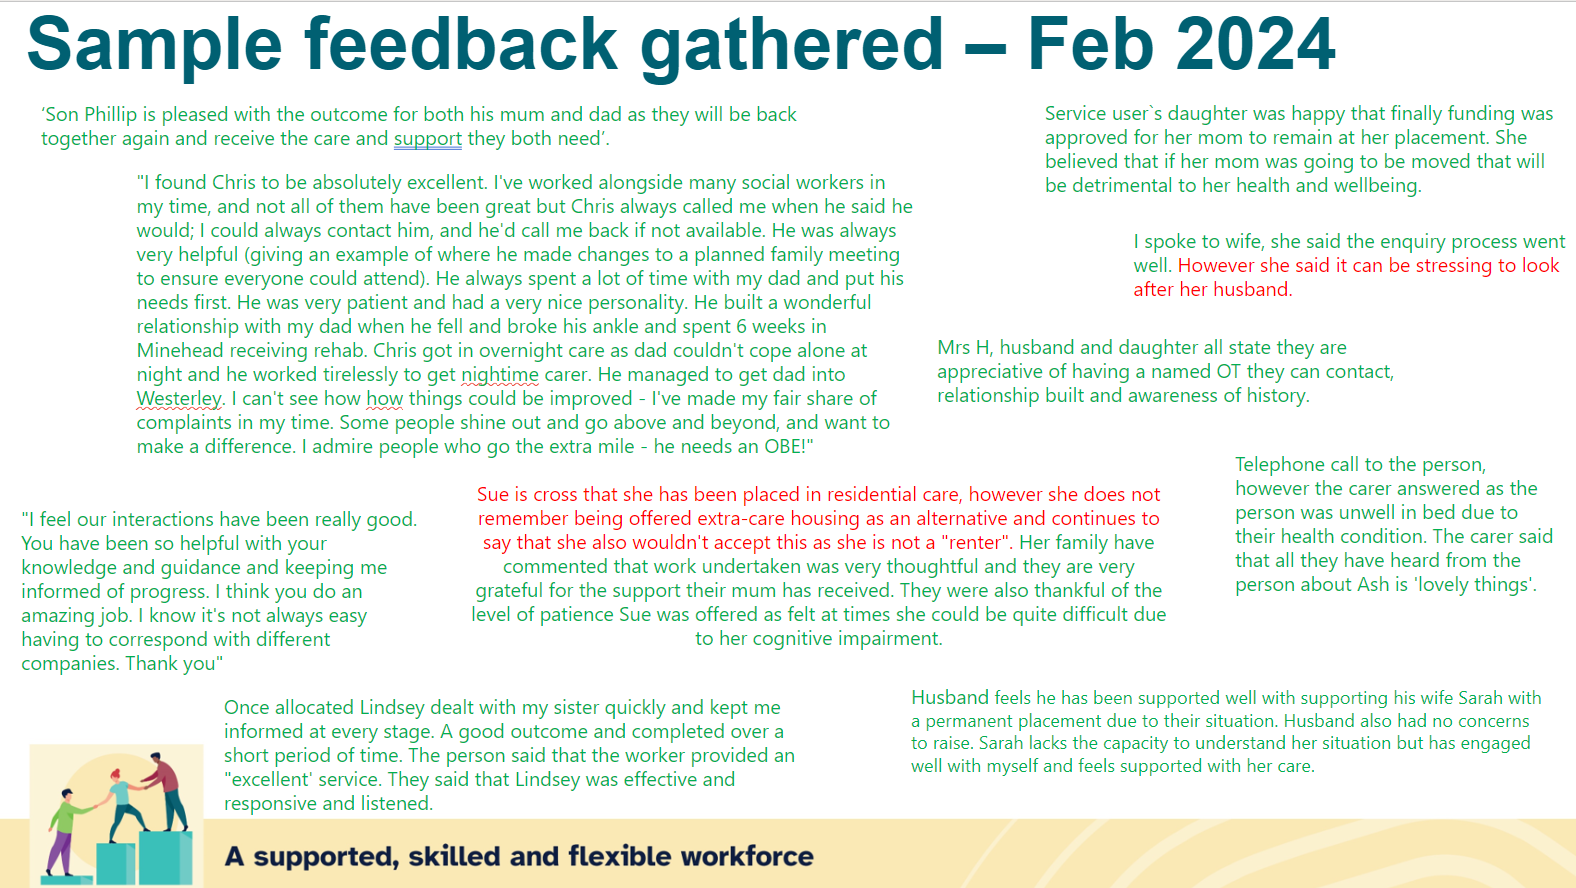 Sample feedback gathered – Feb 2024
‘Son Phillip is pleased with the outcome for both his mum and dad as they will be back
together again and receive the care and support they both need’.
Service user`s daughter was happy that finally funding was
approved for her mom to remain at her placement. She
believed that if her mom was going to be moved that will
be detrimental to her health and wellbeing.
"I found Chris to be absolutely excellent. I've worked alongside many social workers in
my time, and not all of them have been great but Chris always called me when he said he
would; I could always contact him, and he'd call me back if not available. He was always
very helpful (giving an example of where he made changes to a planned family meeting
to ensure everyone could attend). He always spent a lot of time with my dad and put his
needs first. He was very patient and had a very nice personality. He built a wonderful
relationship with my dad when he fell and broke his ankle and spent 6 weeks in
Minehead receiving rehab. Chris got in overnight care as dad couldn't cope alone at
night and he worked tirelessly to get nightime carer. He managed to get dad into
Westerley. I can't see how how things could be improved - I've made my fair share of
complaints in my time. Some people shine out and go above and beyond, and want to
make a difference. I admire people who go the extra mile - he needs an OBE!"
I spoke to wife, she said the enquiry process went
well. However she said it can be stressing to look
after her husband.
Mrs H, husband and daughter all state they are
appreciative of having a named OT they can contact,
relationship built and awareness of history.
Telephone call to the person,
however the carer answered as the
person was unwell in bed due to
their health condition. The carer said
that all they have heard from the
person about Ash is 'lovely things'.
Sue is cross that she has been placed in residential care, however she does not
remember being offered extra-care housing as an alternative and continues to
say that she also wouldn't accept this as she is not a "renter". Her family have
commented that work undertaken was very thoughtful and they are very
grateful for the support their mum has received. They were also thankful of the
level of patience Sue was offered as felt at times she could be quite difficult due
to her cognitive impairment.
"I feel our interactions have been really good.
You have been so helpful with your
knowledge and guidance and keeping me
informed of progress. I think you do an
amazing job. I know it's not always easy
having to correspond with different
companies. Thank you"
Once allocated Lindsey dealt with my sister quickly and kept me
informed at every stage. A good outcome and completed over a
short period of time. The person said that the worker provided an
"excellent' service. They said that Lindsey was effective and
responsive and listened.
Husband feels he has been supported well with supporting his wife Sarah with
a permanent placement due to their situation. Husband also had no concerns
to raise. Sarah lacks the capacity to understand her situation but has engaged
well with myself and feels supported with her care.
A supported, skilled and flexible workforce